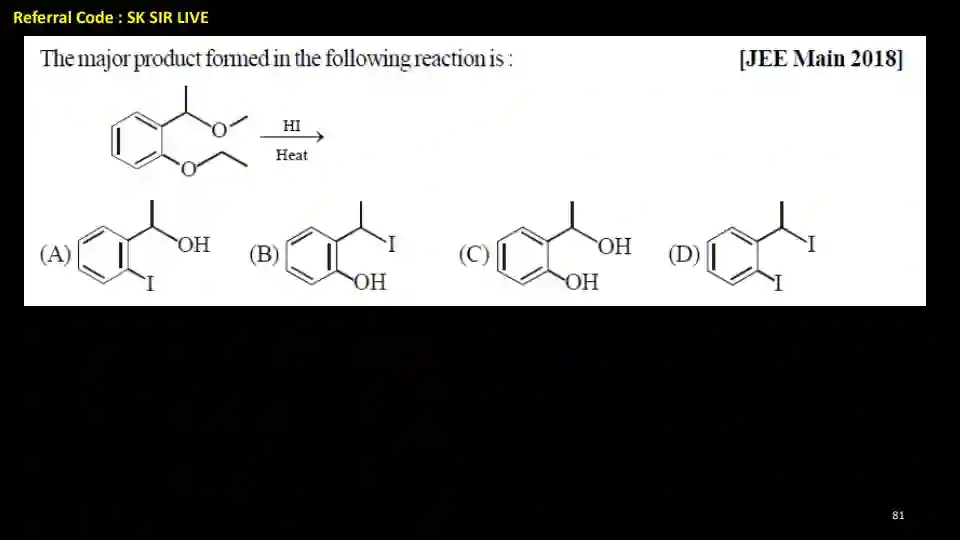 Referral Code : SK SIR LIVE
The major product formed in the following reaction is : [JEE Main 2018]
O
HI
Heat
O
(A) OH I
(B) I OH
(C) OH OH
(D) I I
81